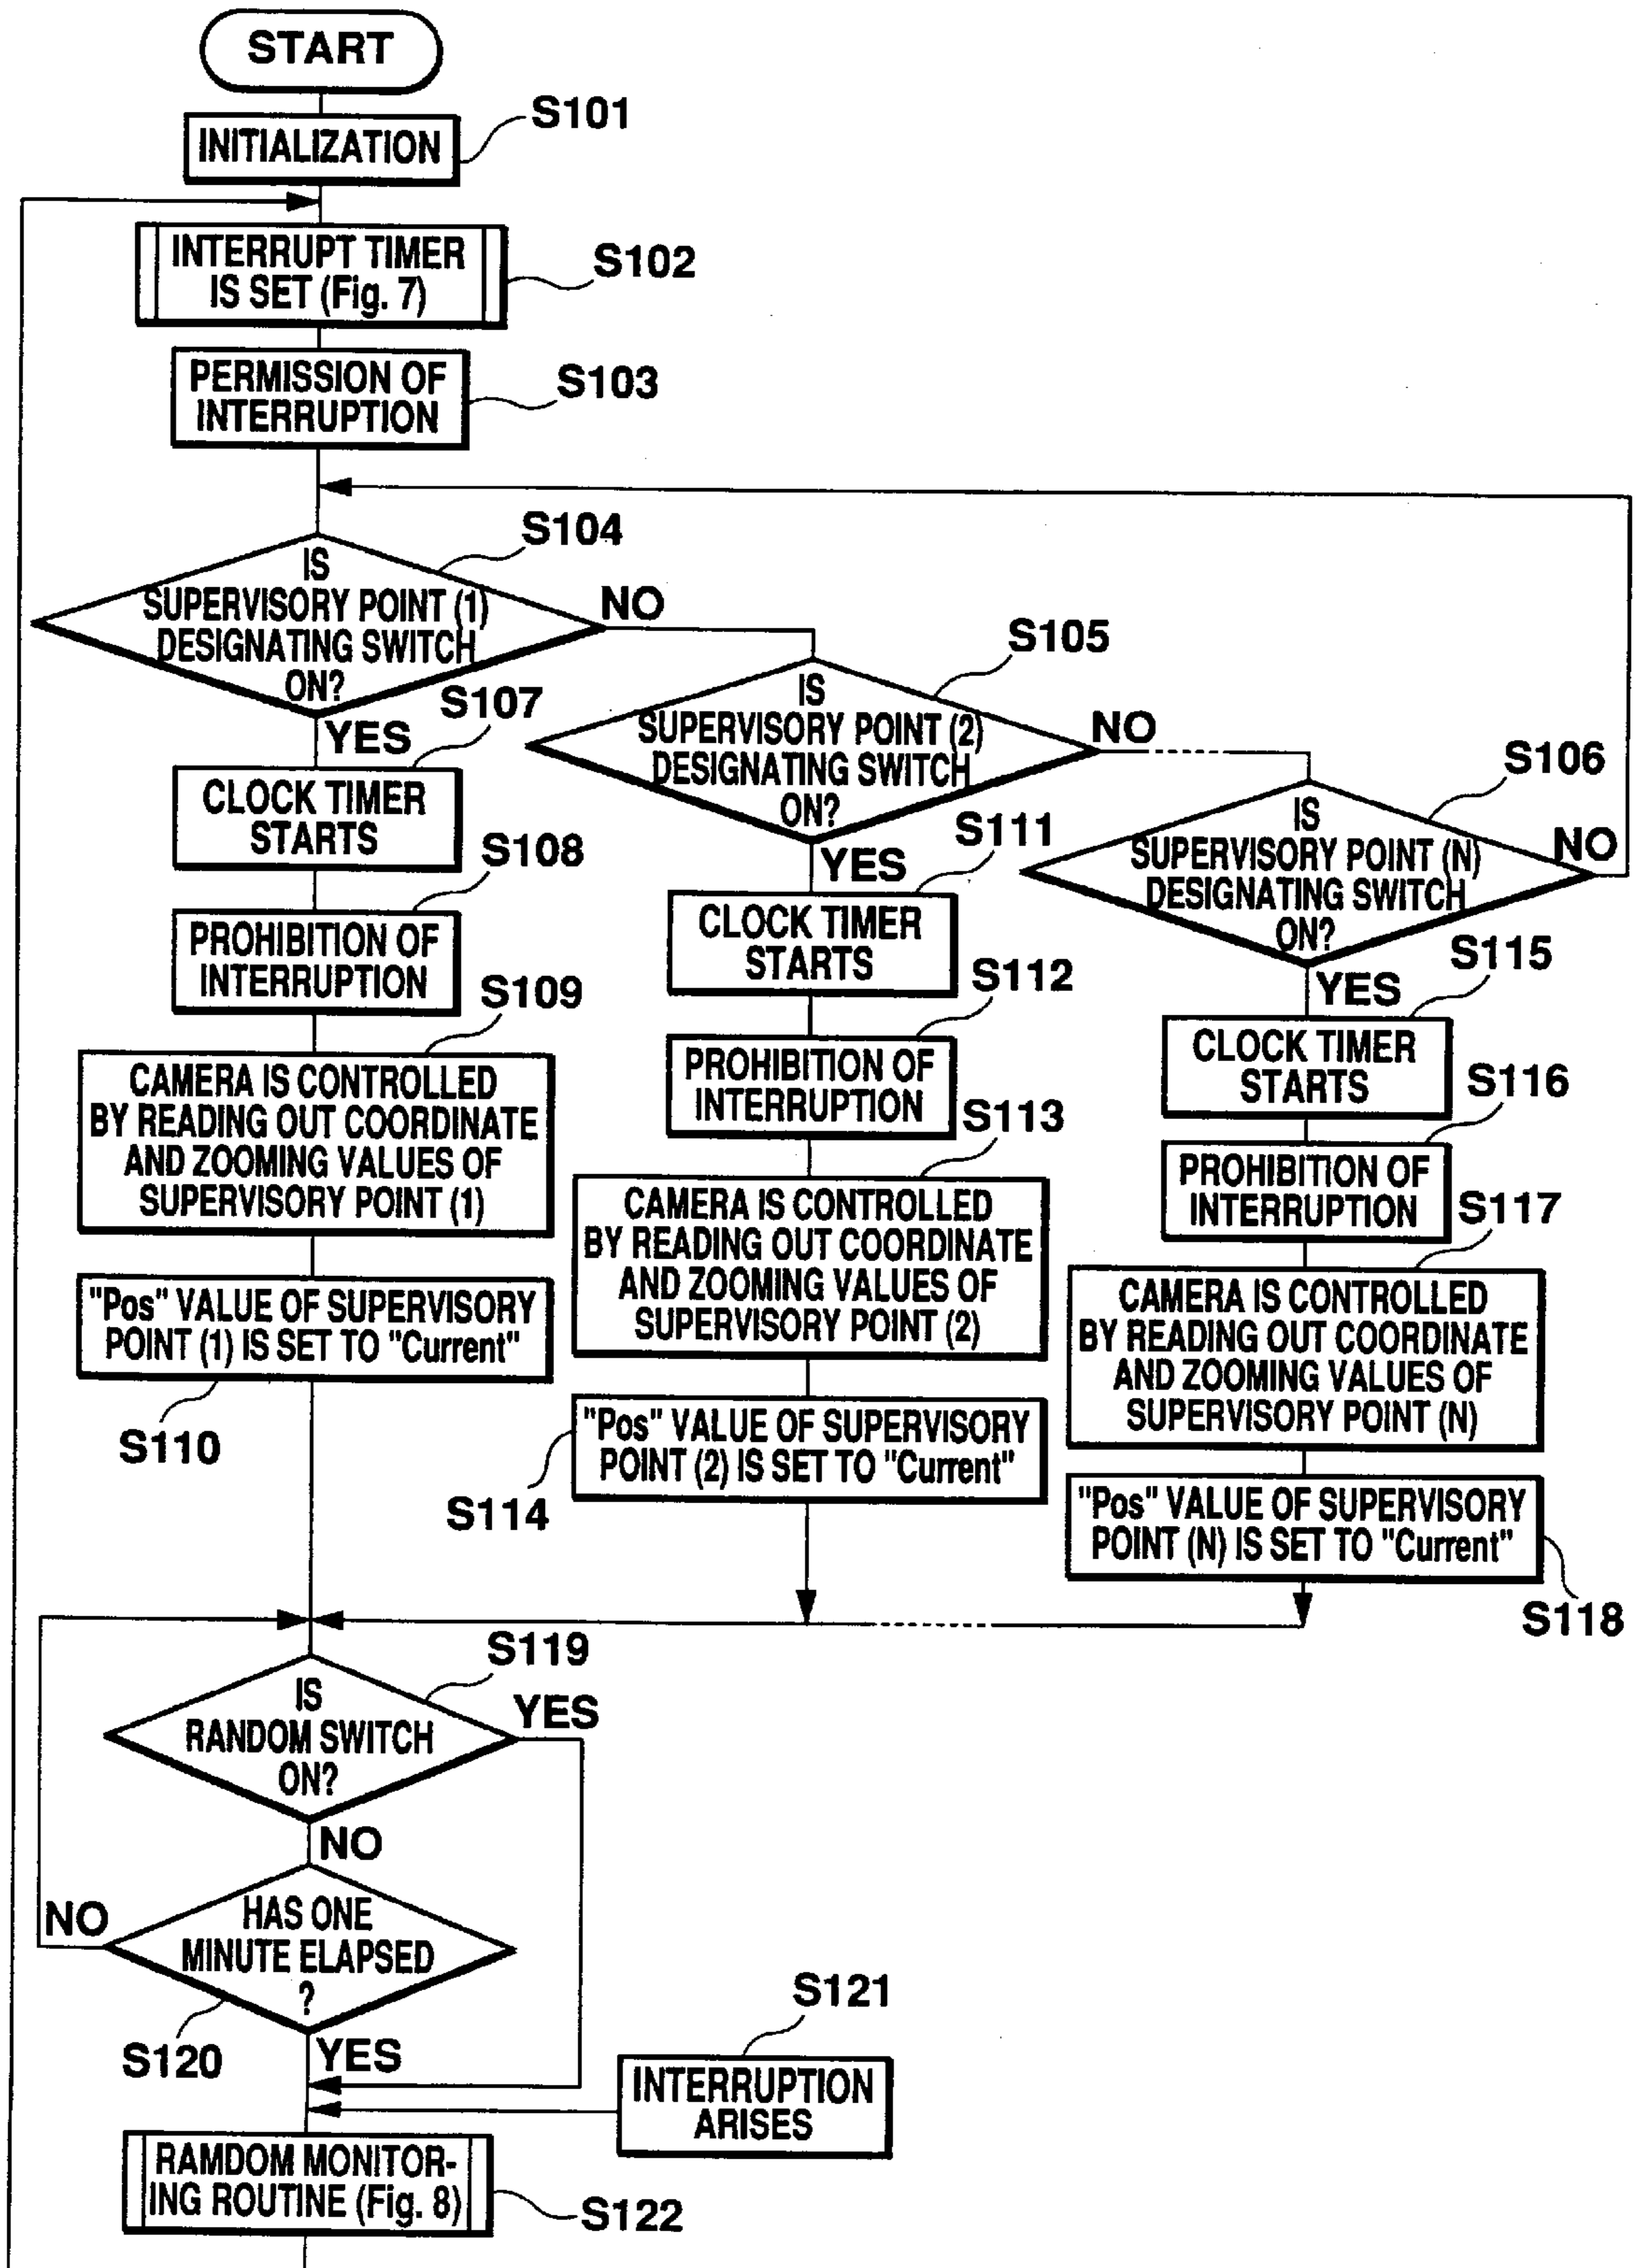 START
S101
INITIALIZATION
INTERRUPT TIMER
IS SET (Fig. 7)
S102
PERMISSION OF
INTERRUPTION
S103
S104
IS
SUPERVISORY POINT (1)
DESIGNATING SWITCH
ON?
NO
YES
S105
IS
SUPERVISORY POINT (2)
DESIGNATING SWITCH
ON?
NO
YES
S106
IS
SUPERVISORY POINT (N)
DESIGNATING SWITCH
ON?
NO
YES
S107
CLOCK TIMER
STARTS
S108
PROHIBITION OF
INTERRUPTION
S109
CAMERA IS CONTROLLED
BY READING OUT COORDINATE
AND ZOOMING VALUES OF
SUPERVISORY POINT (1)
"Pos" VALUE OF SUPERVISORY
POINT (1) IS SET TO "Current"
S110
S111
CLOCK TIMER
STARTS
S112
PROHIBITION OF
INTERRUPTION
S113
CAMERA IS CONTROLLED
BY READING OUT COORDINATE
AND ZOOMING VALUES OF
SUPERVISORY POINT (2)
"Pos" VALUE OF SUPERVISORY
POINT (2) IS SET TO "Current"
S114
S115
CLOCK TIMER
STARTS
S116
PROHIBITION OF
INTERRUPTION
S117
CAMERA IS CONTROLLED
BY READING OUT COORDINATE
AND ZOOMING VALUES OF
SUPERVISORY POINT (N)
"Pos" VALUE OF SUPERVISORY
POINT (N) IS SET TO "Current"
S118
S119
IS
RANDOM SWITCH
ON?
YES
NO
HAS ONE
MINUTE ELAPSED
?
NO
S120
YES
S121
INTERRUPTION
ARISES
RAMDOM MONITOR-
ING ROUTINE (Fig. 8)
S122